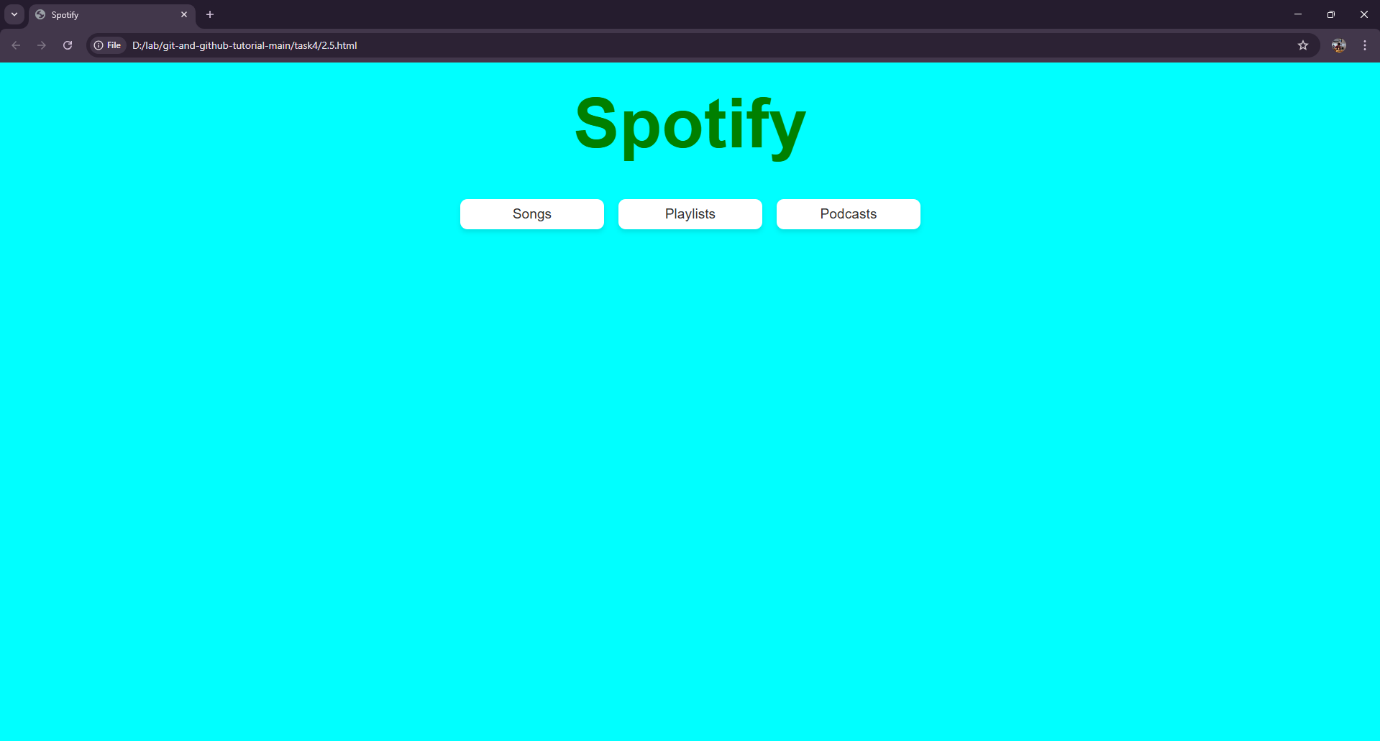 Spotify
File D:/lab/git-and-github-tutorial-main/task4/2.5.html
Spotify
Songs Playlists Podcasts